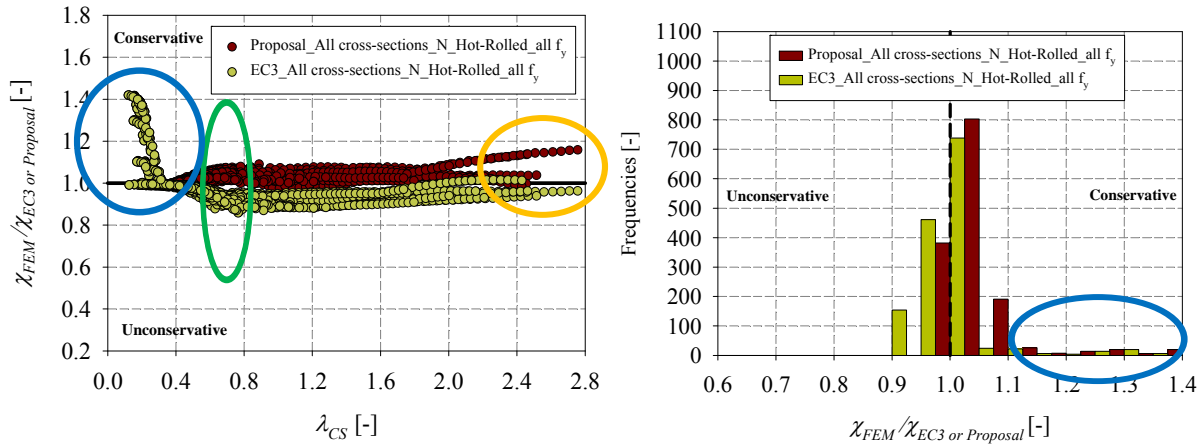 1.8
1.6
1.4
1.2
1.0
0.8
0.6
0.4
0.2
Conservative
Proposal_All cross-sections_N_Hot-Rolled_all fy
EC3_All cross-sections_N_Hot-Rolled_all fy
Unconservative
0.0 0.4 0.8 1.2 1.6 2.0 2.4 2.8
λCS [-]
χFEM/χEC3 or Proposal [-]
1100
1000
900
800
700
600
500
400
300
200
100
0
Frequencies [-]
Proposal_All cross-sections_N_Hot-Rolled_all fy
EC3_All cross-sections_N_Hot-Rolled_all fy
Unconservative Conservative
0.6 0.7 0.8 0.9 1.0 1.1 1.2 1.3 1.4
χFEM/χEC3 or Proposal [-]